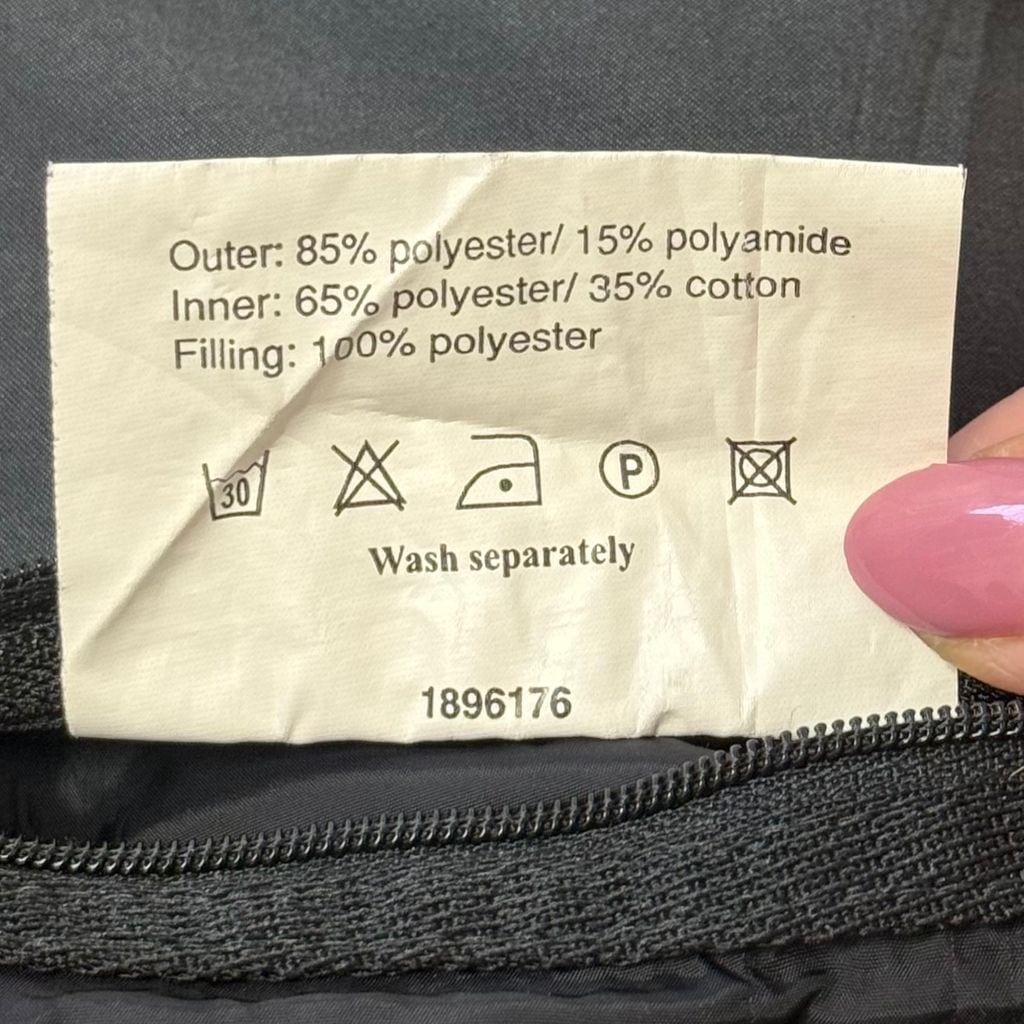 Outer: 85% polyester/ 15% polyamide
Inner: 65% polyester/ 35% cotton
Filling: 100% polyester
30 P
Wash separately
1896176